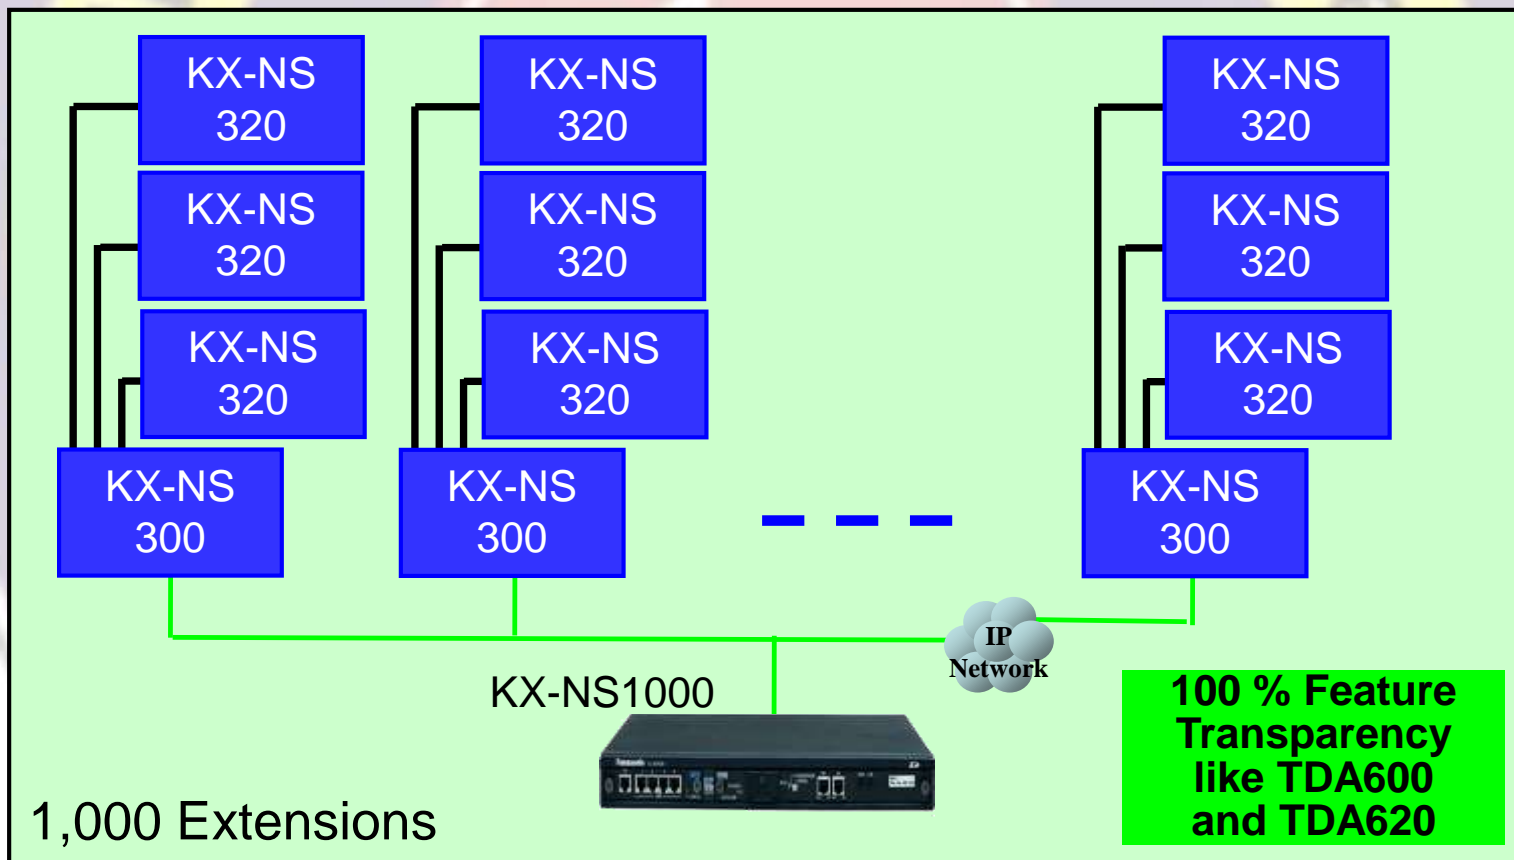 KX-NS
320
KX-NS
320
KX-NS
320
KX-NS
320
KX-NS
320
KX-NS
320
KX-NS
320
KX-NS
320
KX-NS
320
KX-NS
300
KX-NS
300
KX-NS
300
IP
Network
KX-NS1000
Panasonic
100 % Feature
Transparency
like TDA600
and TDA620
1,000 Extensions